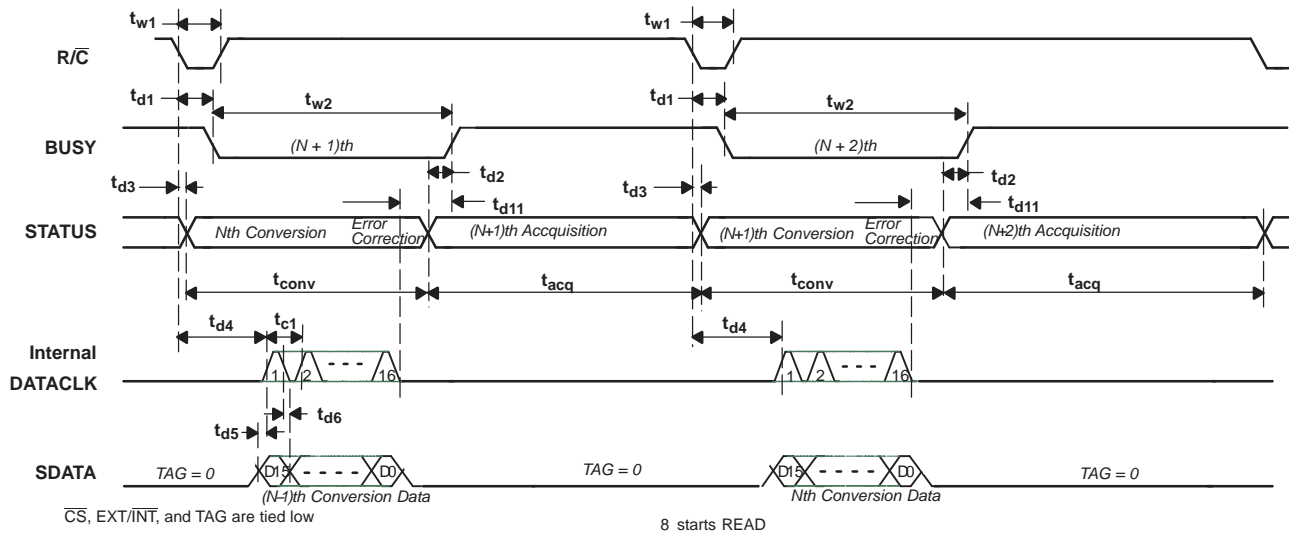 tw1 tw1
R/C
td1 tw2 td1 tw2
BUSY (N + 1)th (N + 2)th
td3 td2 td3 td2
td11 td11
STATUS Nth Conversion Error Correction (N+1)th Accquisition (N+1)th Conversion Error Correction (N+2)th Accquisition
tconv tacq tconv tacq
td4 tc1 td4
Internal
DATACLK 1 2 - - - 16 1 2 - - - 16
td6
td5
SDATA TAG = 0 D15 - - - - - D0 TAG = 0 D15 - - - - - D0 TAG = 0
(N–1)th Conversion Data Nth Conversion Data
CS, EXT/INT, and TAG are tied low
8 starts READ